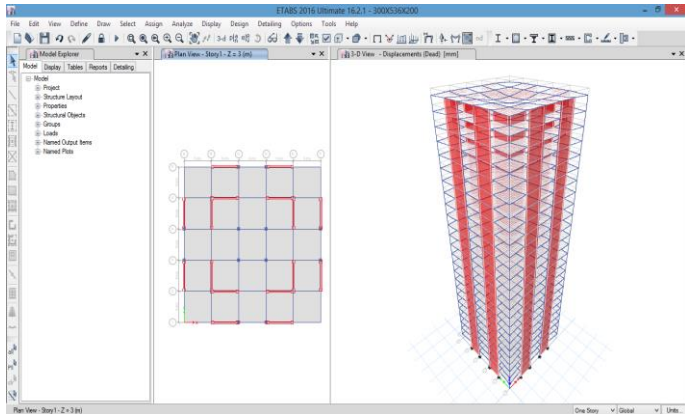 ETABS 2016 Ultimate 16.2.1 - 300X536X200
File Edit View Define Draw Select Assign Analyze Display Design Detailing Options Tools Help
Model Explorer
Plan View - Story1 - Z = 3 (m)
3-D View - Displacements (Dead) [mm]
Model Display Tables Reports Detailing
Model
Project
Structure Layout
Properties
Structural Objects
Groups
Loads
Named Output Items
Named Plots
Plan View - Story1 - Z = 3 (m)
One Story
Global
Units...